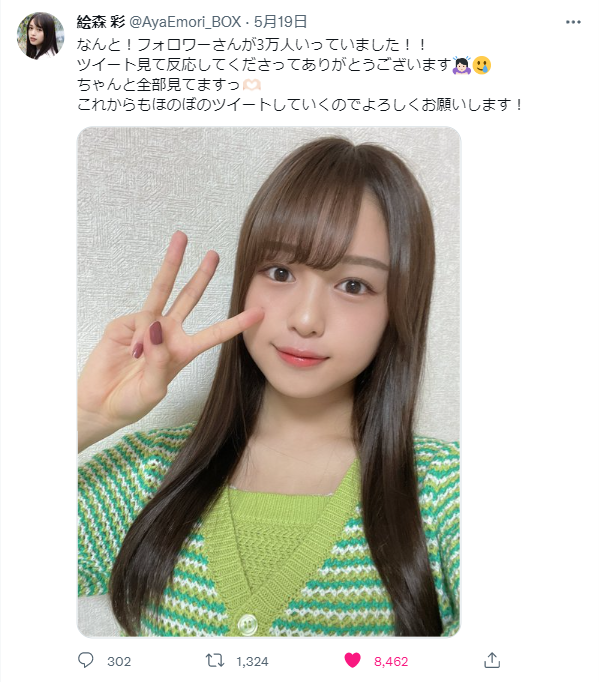 絵森 彩 @AyaEmori_BOX · 5月19日
なんと！フォロワーさんが3万人いっていました！！
ツイート見て反応してくださってありがとうございます🙇🏻‍♀️🥲
ちゃんと全部見てますっ🫶🏻
これからもほのぼのツイートしていくのでよろしくお願いします！
302 1,324 8,462